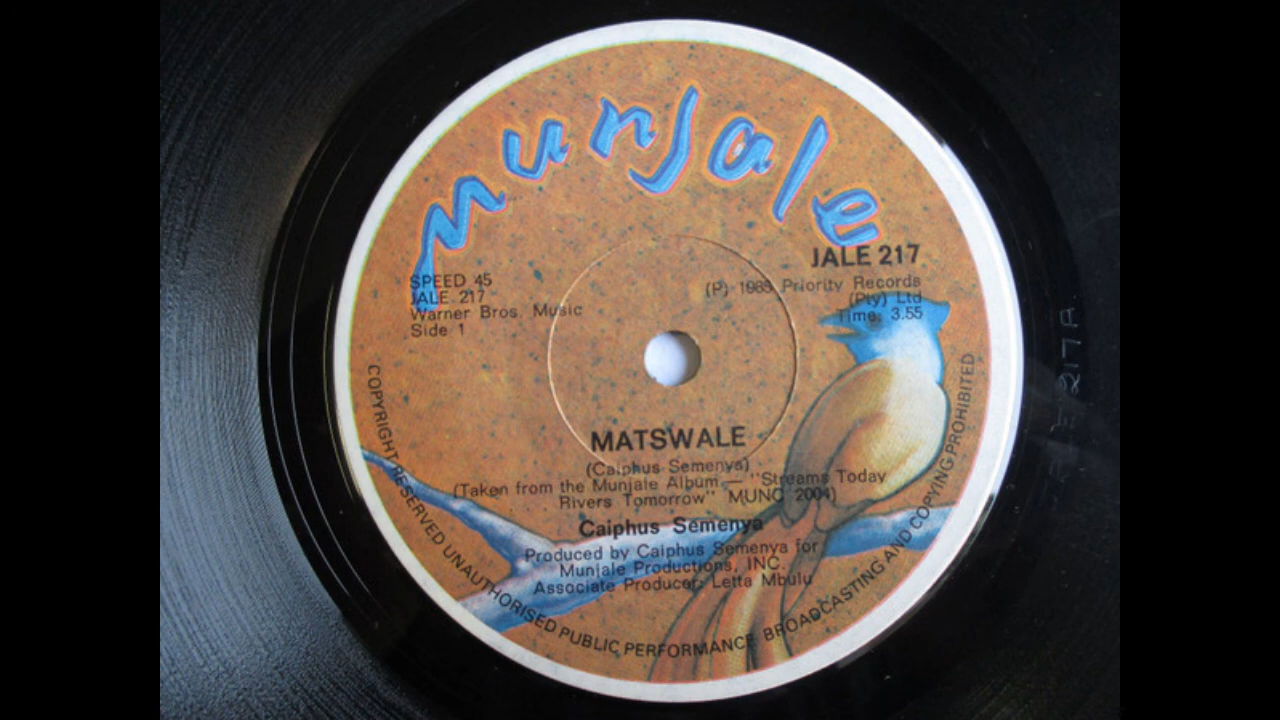 munjale
JALE 217
SPEED 45
JALE 217
Warner Bros. Music
Side 1
(P) 1985 Priority Records
(Pty) Ltd
Time: 3.55
MATSWALE
(Caiphus Semenya)
(Taken from the Munjale Album — "Streams Today
Rivers Tomorrow" MUNC 2004)
Caiphus Semenya
Produced by Caiphus Semenya for
Munjale Productions, INC.
Associate Producer: Letta Mbulu
COPYRIGHT RESERVED UNAUTHORISED PUBLIC PERFORMANCE BROADCASTING AND COPYING PROHIBITED